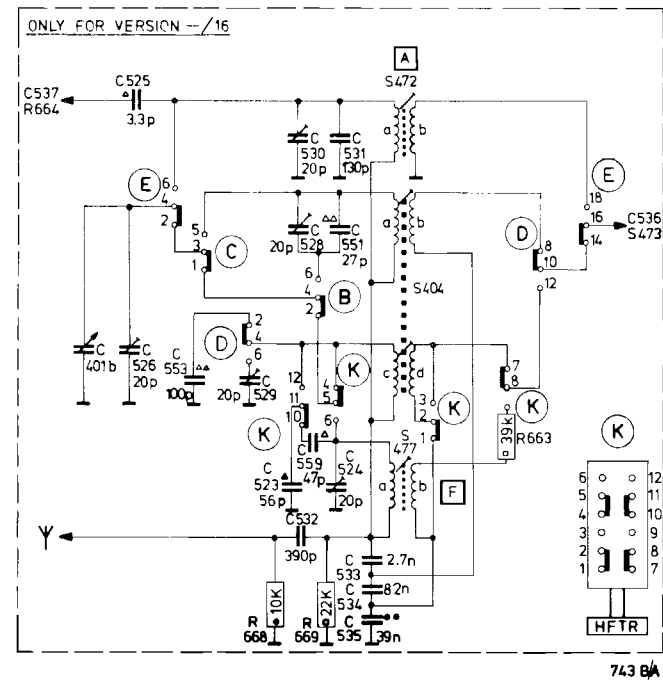 ONLY FOR VERSION --/16
A
S472
C537
R664
C525
3.3p
C
530
20p
C
531
130p
a
b
E
6
4
2
E
18
16
14
C536
S473
5
3
1
C
20p
C
528
C
551
27p
a
b
D
8
10
12
6
4
2
B
S404
D
2
4
6
C
401b
C
526
20p
C
553
100p
20p
C
529
12
11
10
K
K
4
5
6
c
d
3
2
1
K
7
8
K
39K
R663
C
559
47p
C
524
20p
C
523
56p
S
477
a
b
F
K
6
5
4
3
2
1
12
11
10
9
8
7
HFTR
C532
390p
C
533
2.7n
C
534
82n
C
535
39n
10K
R
668
22K
R
669
743 B/A